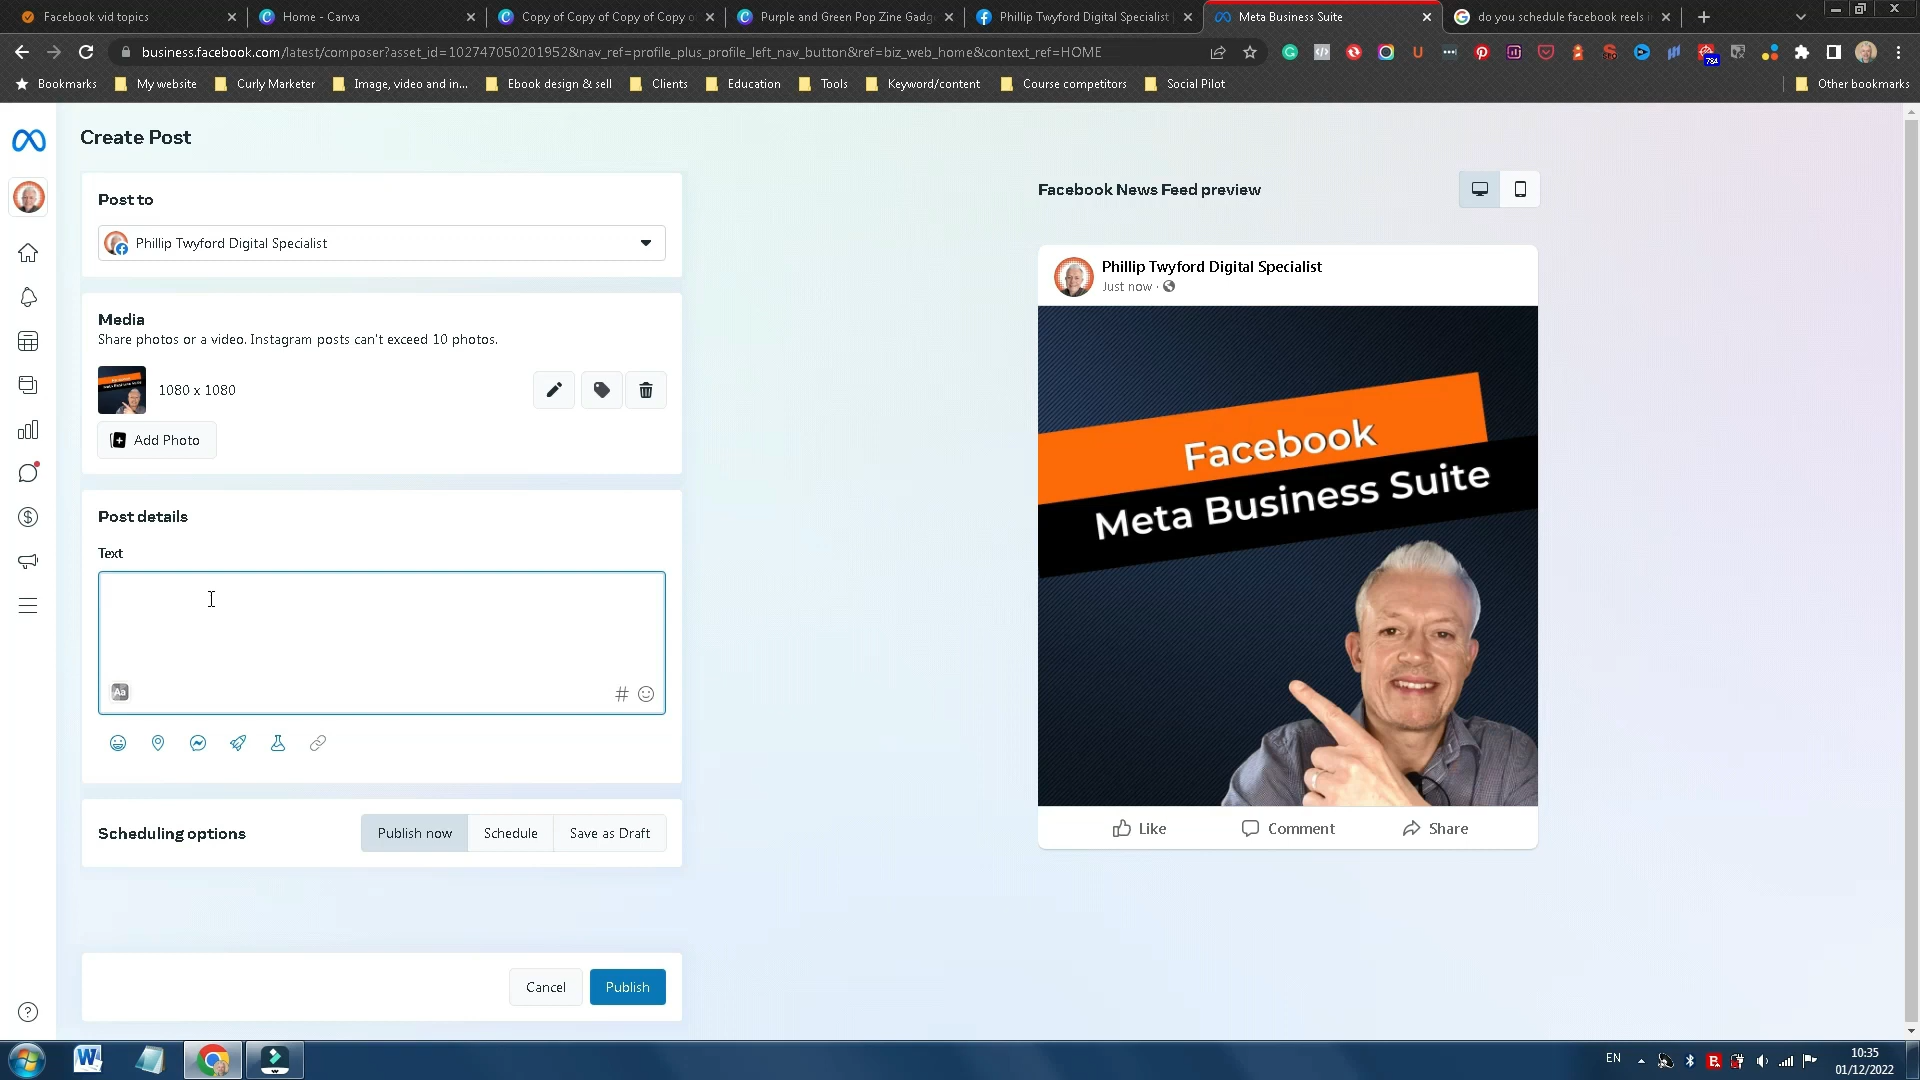 Facebook vid topics
Home - Canva
Copy of Copy of Copy of Copy o
Purple and Green Pop Zine Gadg
Phillip Twyford Digital Specialist
Meta Business Suite
do you schedule facebook reels i
business.facebook.com/latest/composer?asset_id=102747050201952&nav_ref=profile_plus_profile_left_nav_button&ref=biz_web_home&context_ref=HOME
784
Bookmarks
My website
Curly Marketer
Image, video and in...
Ebook design & sell
Clients
Education
Tools
Keyword/content
Course competitors
Social Pilot
Other bookmarks
Create Post
Post to
Phillip Twyford Digital Specialist
Media
Share photos or a video. Instagram posts can't exceed 10 photos.
1080 x 1080
Add Photo
Post details
Text
Aa
#
Scheduling options
Publish now
Schedule
Save as Draft
Cancel
Publish
Facebook News Feed preview
Phillip Twyford Digital Specialist
Just now ·
Facebook
Meta Business Suite
Like
Comment
Share
EN
10:35
01/12/2022